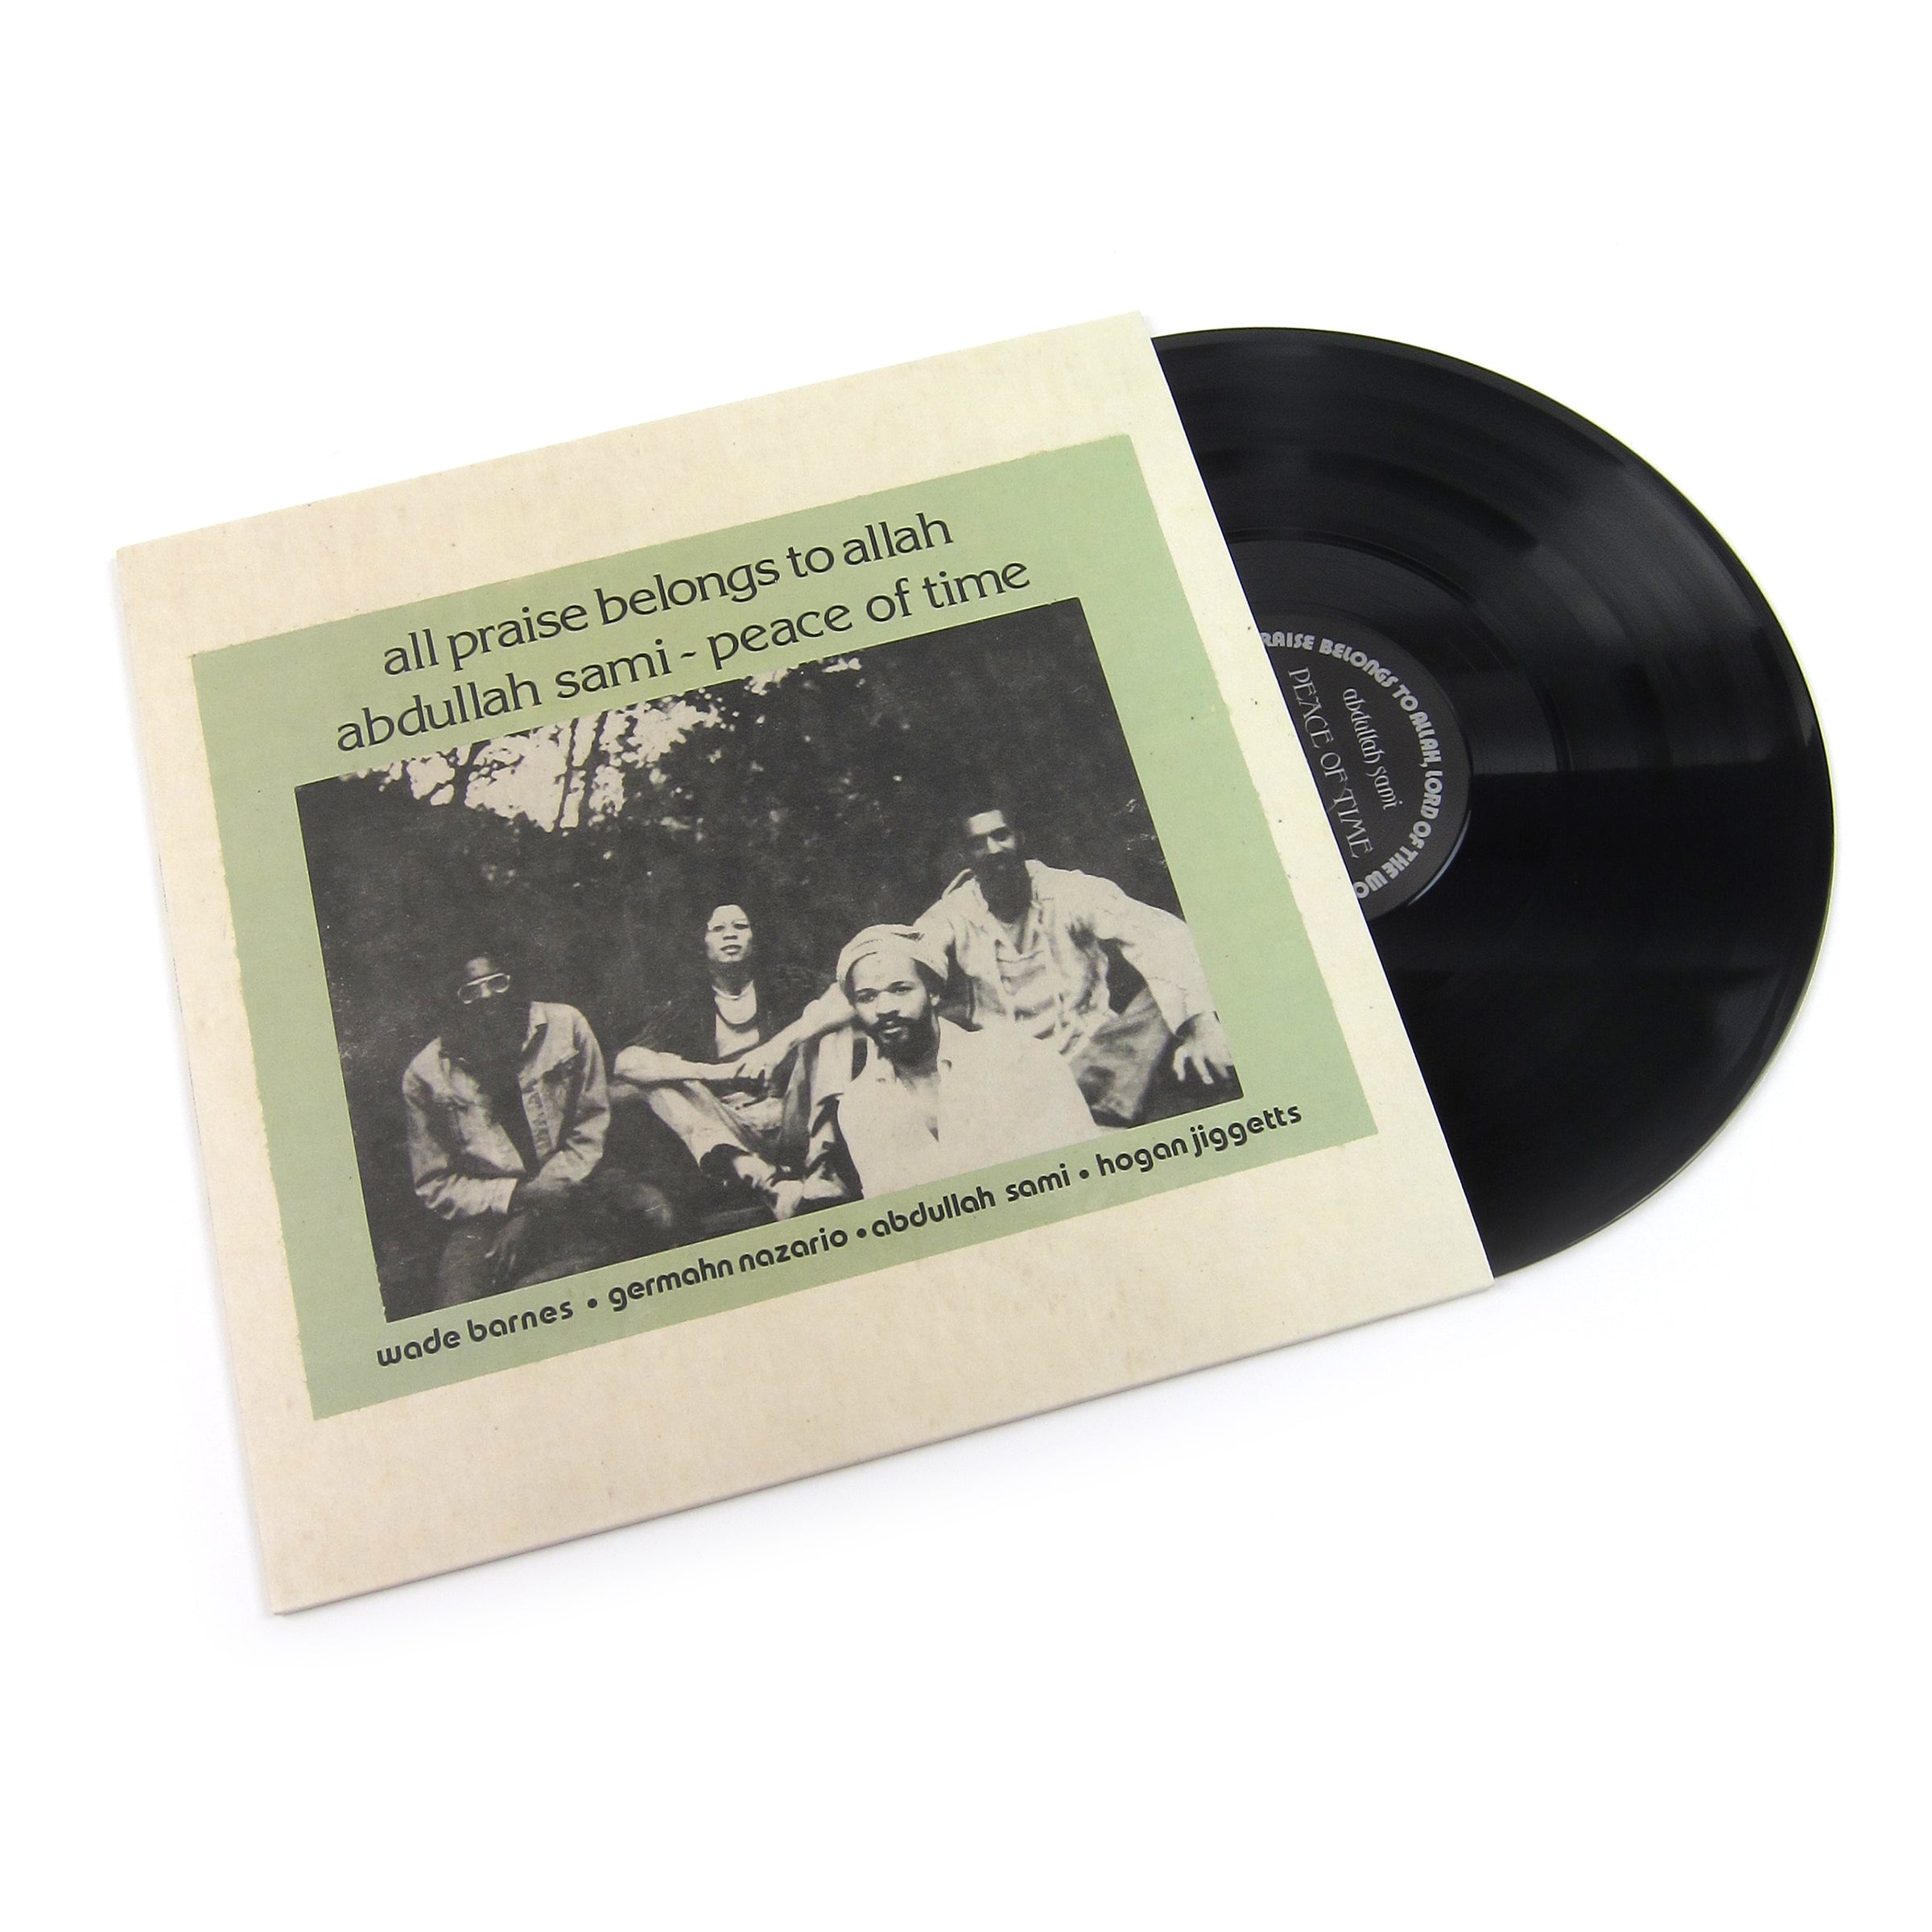 all praise belongs to allah
abdullah sami - peace of time
wade barnes • germahn nazario • abdullah sami • hogan jiggetts
RAISE BELONGS TO ALLAH, LORD OF THE WO
abdullah sami
PEACE OF TIME